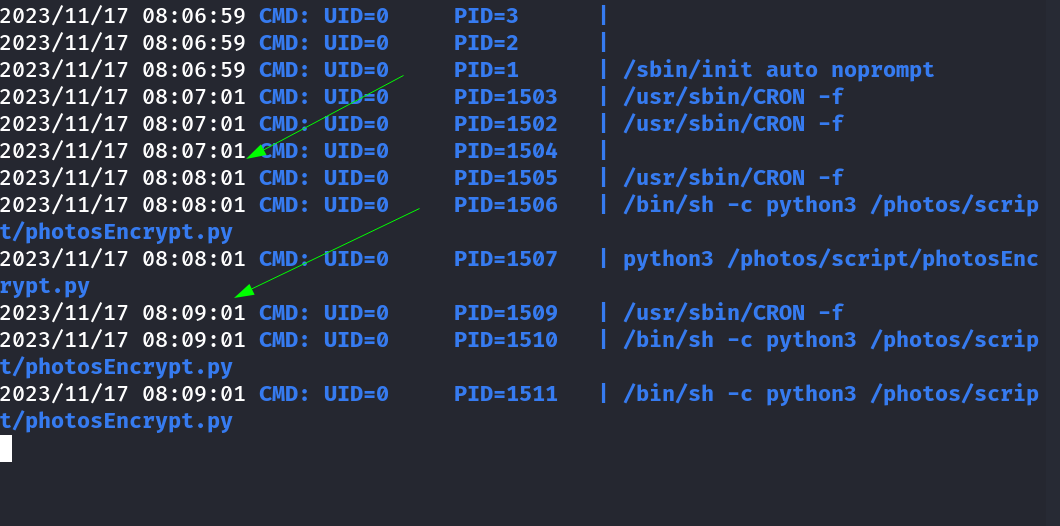 2023/11/17 08:06:59 CMD: UID=0     PID=3      |
2023/11/17 08:06:59 CMD: UID=0     PID=2      |
2023/11/17 08:06:59 CMD: UID=0     PID=1      | /sbin/init auto noprompt
2023/11/17 08:07:01 CMD: UID=0     PID=1503   | /usr/sbin/CRON -f
2023/11/17 08:07:01 CMD: UID=0     PID=1502   | /usr/sbin/CRON -f
2023/11/17 08:07:01 CMD: UID=0     PID=1504   |
2023/11/17 08:08:01 CMD: UID=0     PID=1505   | /usr/sbin/CRON -f
2023/11/17 08:08:01 CMD: UID=0     PID=1506   | /bin/sh -c python3 /photos/scrip
t/photosEncrypt.py
2023/11/17 08:08:01 CMD: UID=0     PID=1507   | python3 /photos/script/photosEnc
rypt.py
2023/11/17 08:09:01 CMD: UID=0     PID=1509   | /usr/sbin/CRON -f
2023/11/17 08:09:01 CMD: UID=0     PID=1510   | /bin/sh -c python3 /photos/scrip
t/photosEncrypt.py
2023/11/17 08:09:01 CMD: UID=0     PID=1511   | /bin/sh -c python3 /photos/scrip
t/photosEncrypt.py